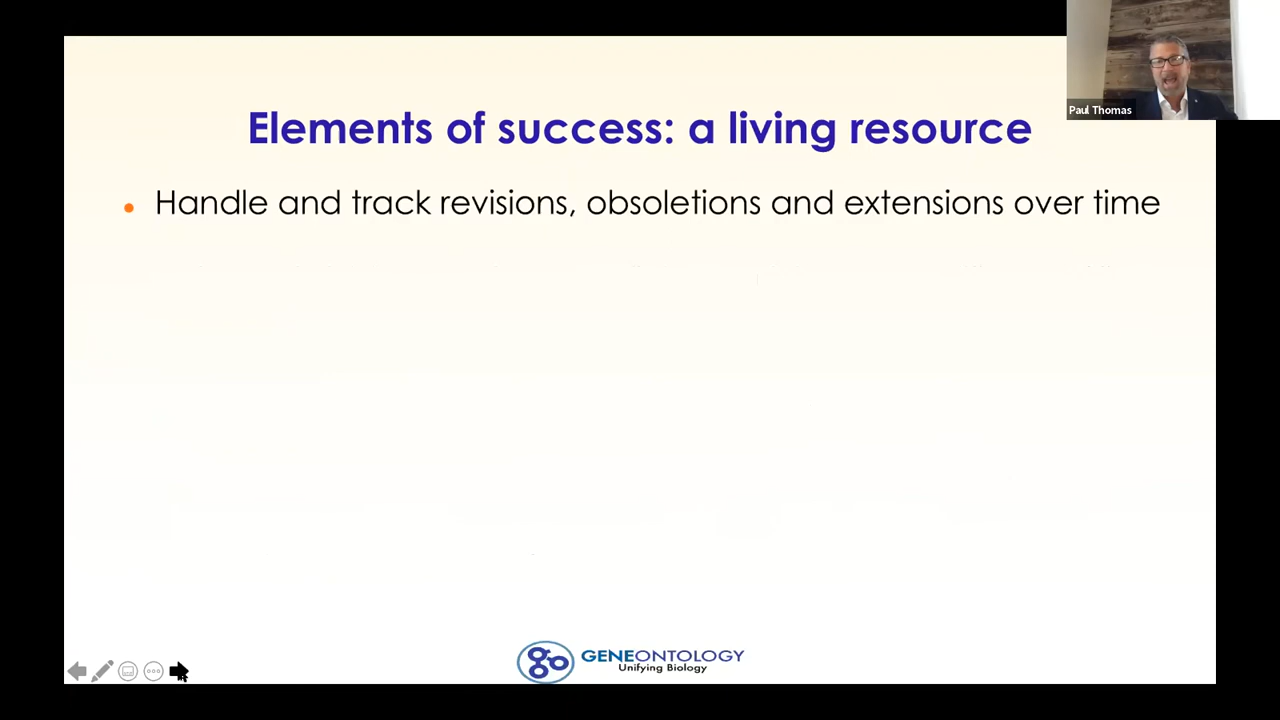 Paul Thomas
Elements of success: a living resource
Handle and track revisions, obsoletions and extensions over time
go GENEONTOLOGY
Unifying Biology